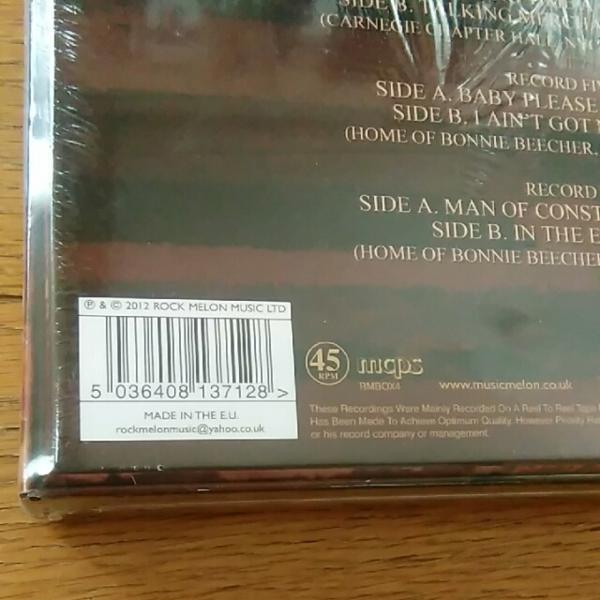 SIDE B. TALKING MERCHA
(CARNEGIE CHAPTER HALL, NYC
RECORD FIV
SIDE A. BABY PLEASE
SIDE B. I AIN'T GOT
(HOME OF BONNIE BEECHER,
RECORD
SIDE A. MAN OF CONST
SIDE B. IN THE E
(HOME OF BONNIE BEECHER
℗ & © 2012 ROCK MELON MUSIC LTD
5 036408 137128 >
MADE IN THE E.U.
rockmelonmusic@yahoo.co.uk
45 RPM
mcps
RMBOX4
www.musicmelon.co.uk
These Recordings Were Mainly Recorded On A Reel To Reel Tape
Has Been Made To Achieve Optimum Quality. However Priority Ha
or his record company or management.